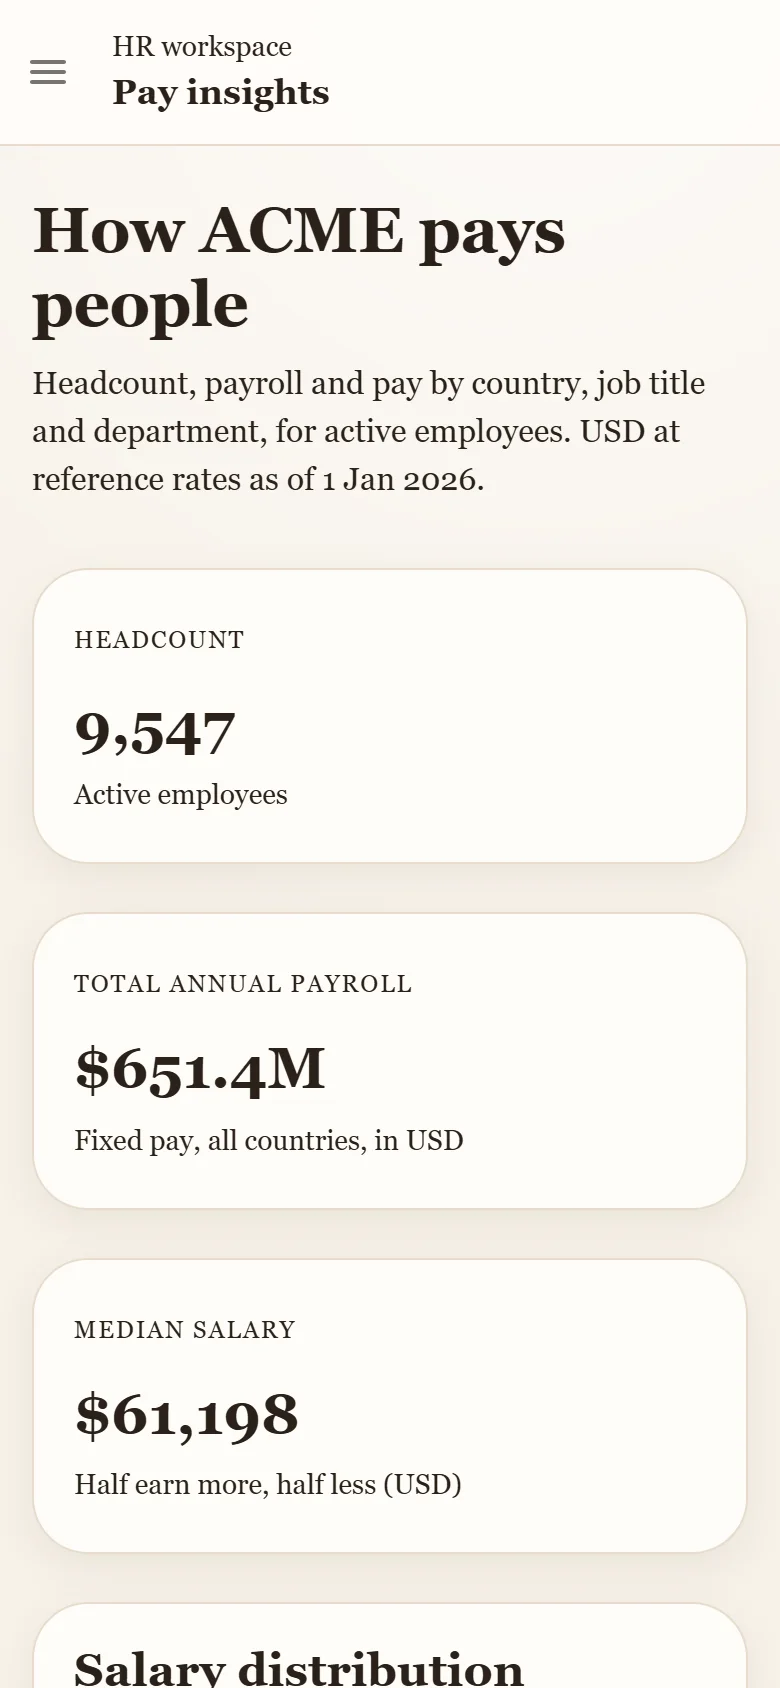 HR workspace
Pay insights
How ACME pays
people
Headcount, payroll and pay by country, job title
and department, for active employees. USD at
reference rates as of 1 Jan 2026.
HEADCOUNT
9,547
Active employees
TOTAL ANNUAL PAYROLL
$651.4M
Fixed pay, all countries, in USD
MEDIAN SALARY
$61,198
Half earn more, half less (USD)
Salary distribution